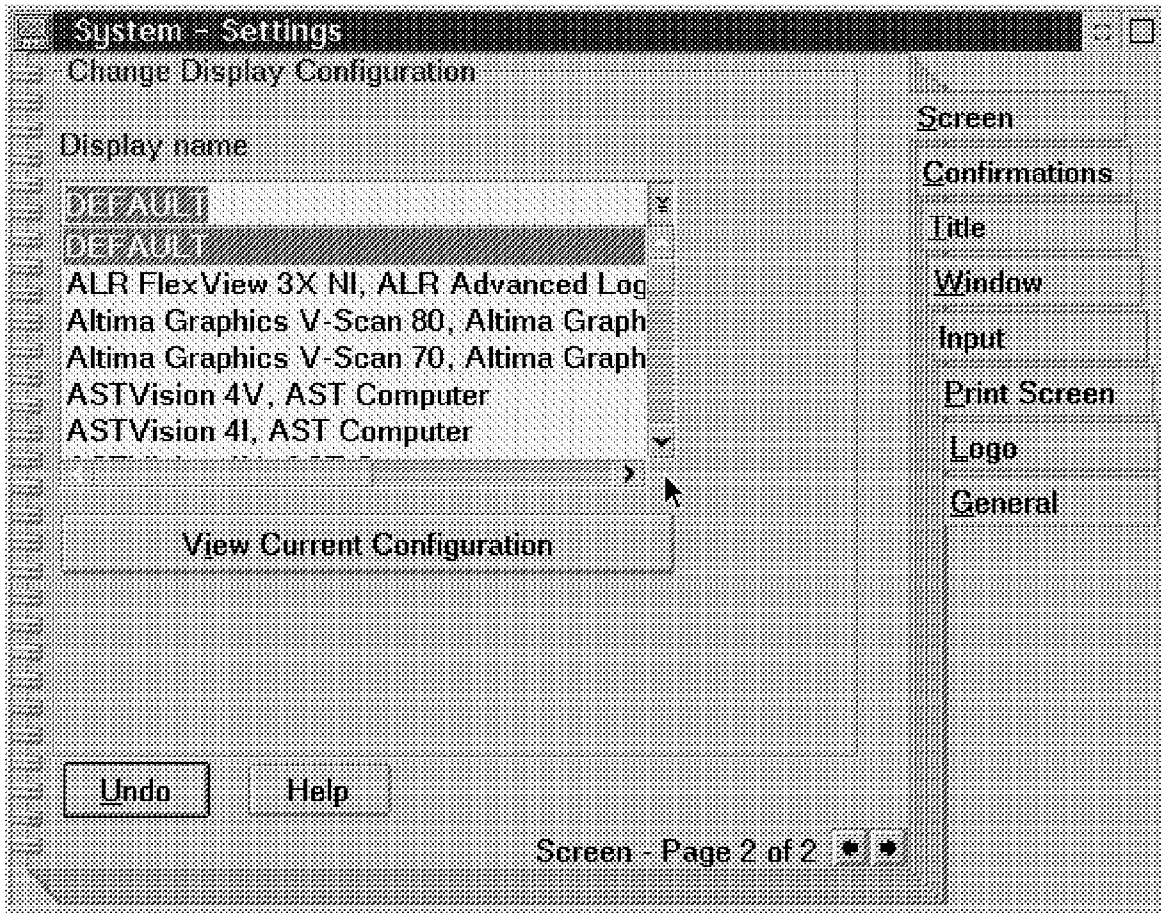 System - Settings
Change Display Configuration
Display name
DEFAULT
DEFAULT
ALR FlexView 3X NI, ALR Advanced Log
Altima Graphics V-Scan 80, Altima Graph
Altima Graphics V-Scan 70, Altima Graph
ASTVision 4V, AST Computer
ASTVision 4I, AST Computer
View Current Configuration
Undo
Help
Screen - Page 2 of 2
Screen
Confirmations
Title
Window
Input
Print Screen
Logo
General